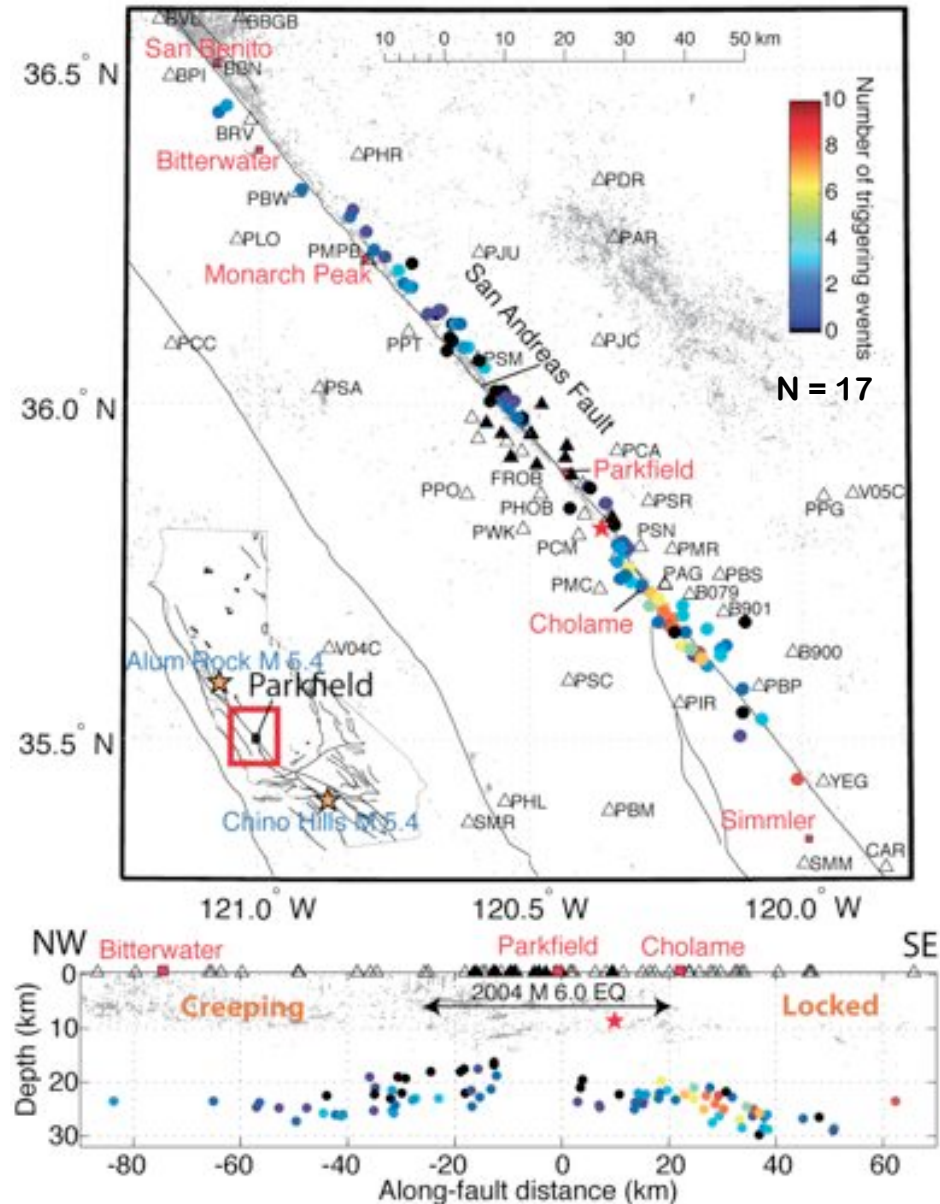 BVL BBGB
San Benito
BBN
BPI
36.5° N
BRV
Bitterwater
PHR
PBW
PLO
PMPB
Monarch Peak
PJU
PDR
PAR
10 0 10 20 30 40 50 km
10
8
6
4
2
0
Number of triggering events
N = 17
San Andreas Fault
PCC
PPT
PSM
PJC
PSA
36.0° N
PCA
FROB
Parkfield
PPO
PHOB
PSR
PPG
V05C
PWK
PCM
PSN
PMR
PMC
PAG
PBS
B079
B901
Cholame
V04C
B900
Alum Rock M 5.4
Parkfield
PSC
PIR
PBP
35.5° N
PHL
PBM
YEG
SMR
Chino Hills M 5.4
Simmler
CAR
SMM
121.0° W 120.5° W 120.0° W
NW SE
Bitterwater Parkfield Cholame
0
2004 M 6.0 EQ
Creeping Locked
10
20
30
Depth (km)
-80 -60 -40 -20 0 20 40 60
Along-fault distance (km)